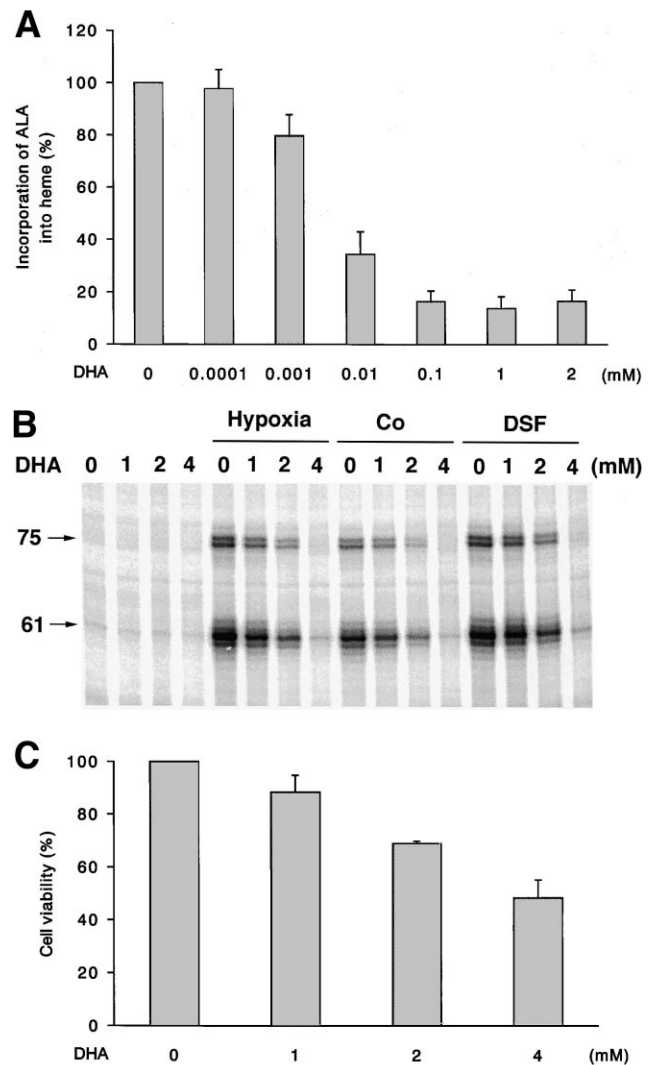 A
120
100
80
60
40
20
0
Incorporation of ALA
into heme (%)
DHA 0 0.0001 0.001 0.01 0.1 1 2 (mM)
B
Hypoxia Co DSF
DHA 0 1 2 4 0 1 2 4 0 1 2 4 0 1 2 4 (mM)
75
61
C
100
80
60
40
20
0
Cell viability (%)
DHA 0 1 2 4 (mM)